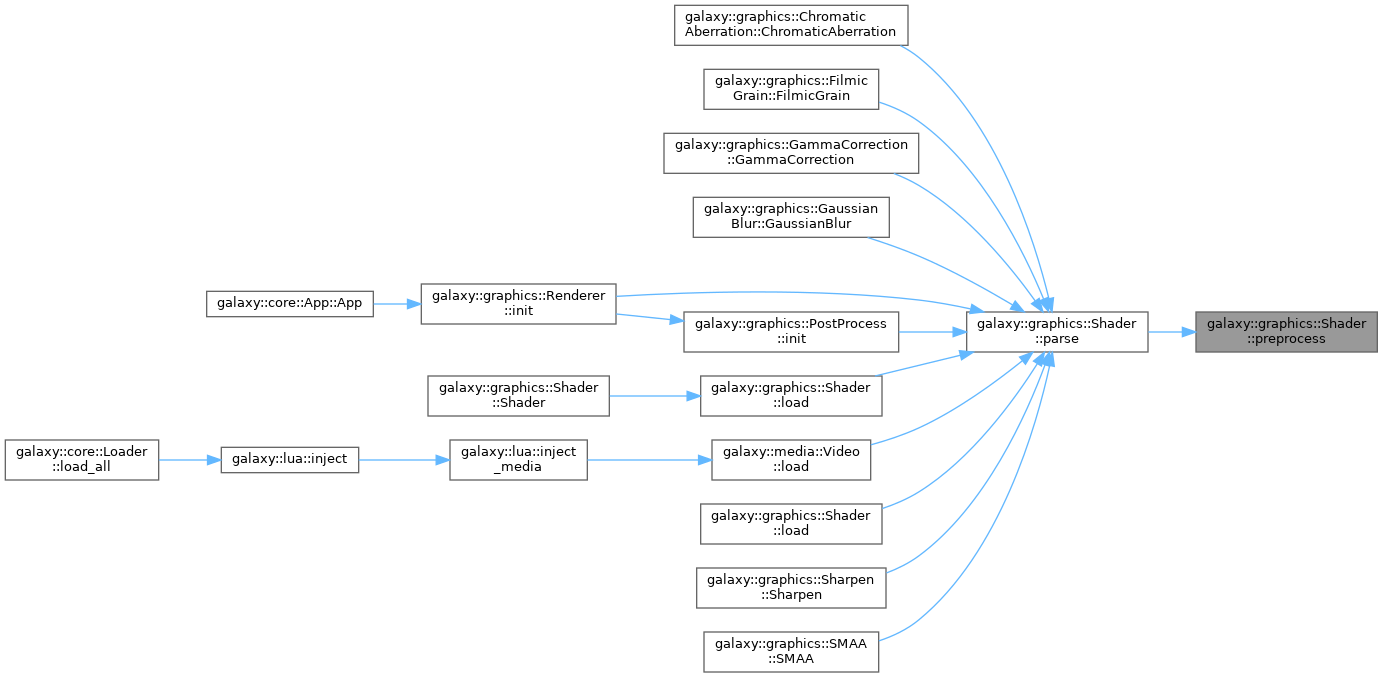 galaxy::graphics::Chromatic
Aberration::ChromaticAberration
galaxy::graphics::Filmic
Grain::FilmicGrain
galaxy::graphics::GammaCorrection
::GammaCorrection
galaxy::graphics::Gaussian
Blur::GaussianBlur
galaxy::core::App::App
galaxy::graphics::Renderer
::init
galaxy::graphics::PostProcess
::init
galaxy::graphics::Shader
::parse
galaxy::graphics::Shader
::preprocess
galaxy::graphics::Shader
::Shader
galaxy::graphics::Shader
::load
galaxy::core::Loader
::load_all
galaxy::lua::inject
galaxy::lua::inject
_media
galaxy::media::Video
::load
galaxy::graphics::Shader
::load
galaxy::graphics::Sharpen
::Sharpen
galaxy::graphics::SMAA
::SMAA